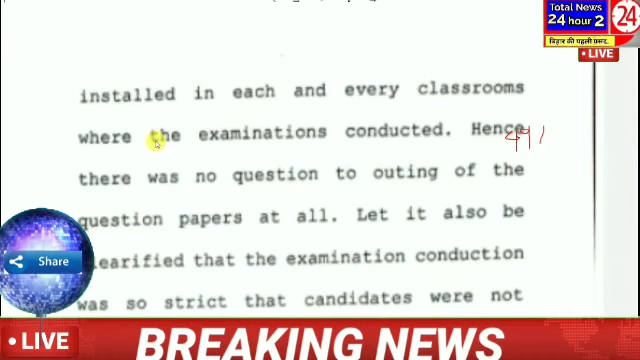 Total News
24 hour 2
24
बिहार की पहली पसंद.
LIVE
installed in each and every classrooms
where the examinations conducted. Hence
491
there was no question to outing of the
question papers at all. Let it also be
clearified that the examination conduction
was so strict that candidates were not
Share
LIVE
BREAKING NEWS